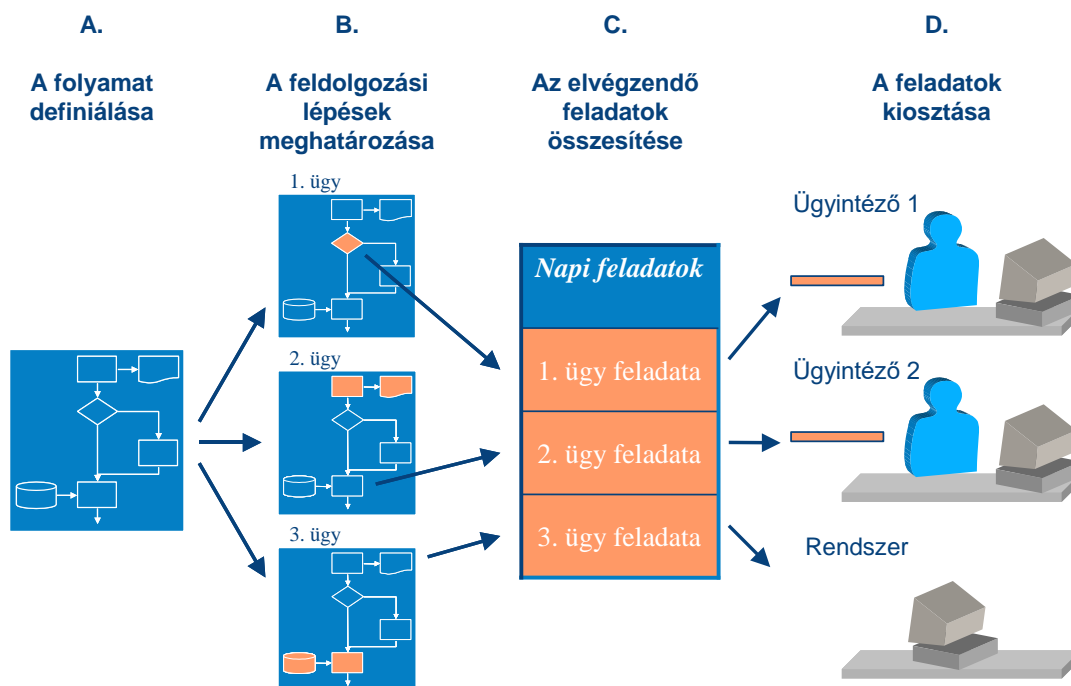 A.
A folyamat
definiálása
B.
A feldolgozási
lépések
meghatározása
C.
Az elvégzendő
feladatok
összesítése
D.
A feladatok
kiosztása
1. ügy
2. ügy
3. ügy
Napi feladatok
1. ügy feladata
2. ügy feladata
3. ügy feladata
Ügyintéző 1
Ügyintéző 2
Rendszer